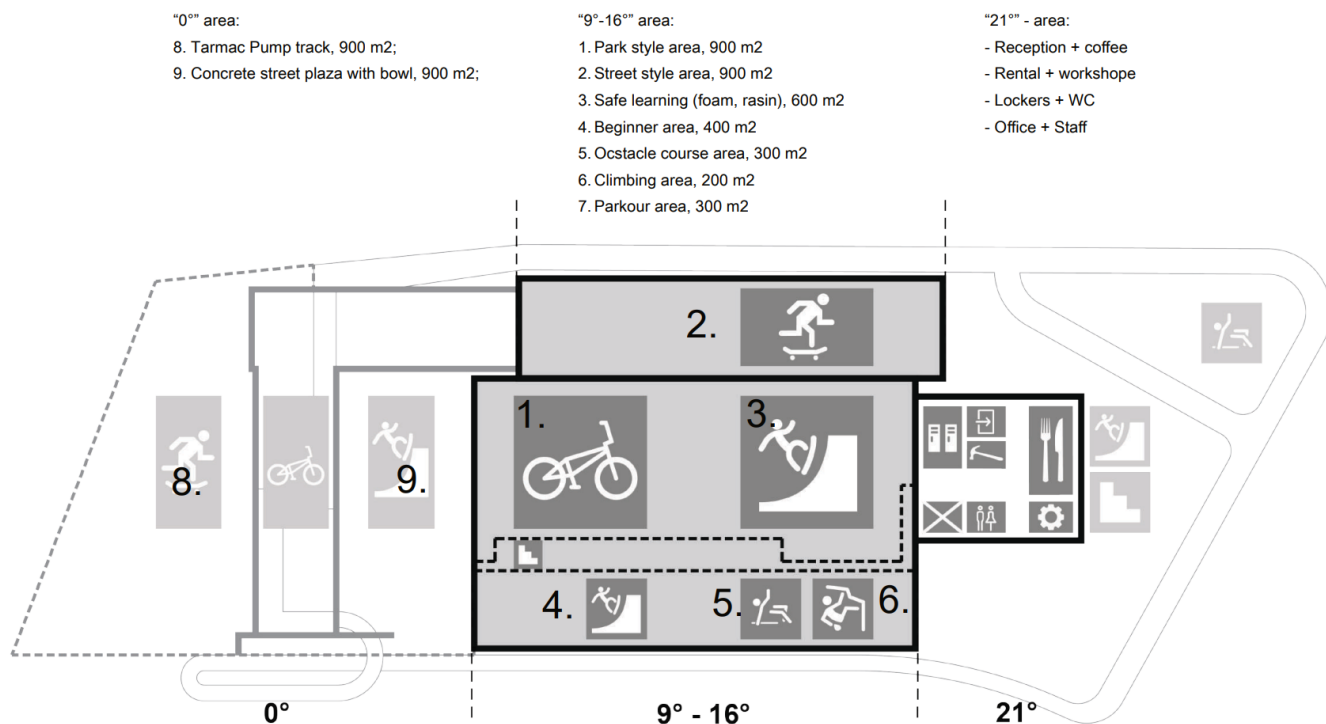 “0°” area:
8. Tarmac Pump track, 900 m2;
9. Concrete street plaza with bowl, 900 m2;
“9°-16°” area:
1. Park style area, 900 m2
2. Street style area, 900 m2
3. Safe learning (foam, rasin), 600 m2
4. Beginner area, 400 m2
5. Ocstacle course area, 300 m2
6. Climbing area, 200 m2
7. Parkour area, 300 m2
“21°” - area:
- Reception + coffee
- Rental + workshope
- Lockers + WC
- Office + Staff
2.
1.
3.
8.
9.
4.
5.
6.
0°
9° - 16°
21°